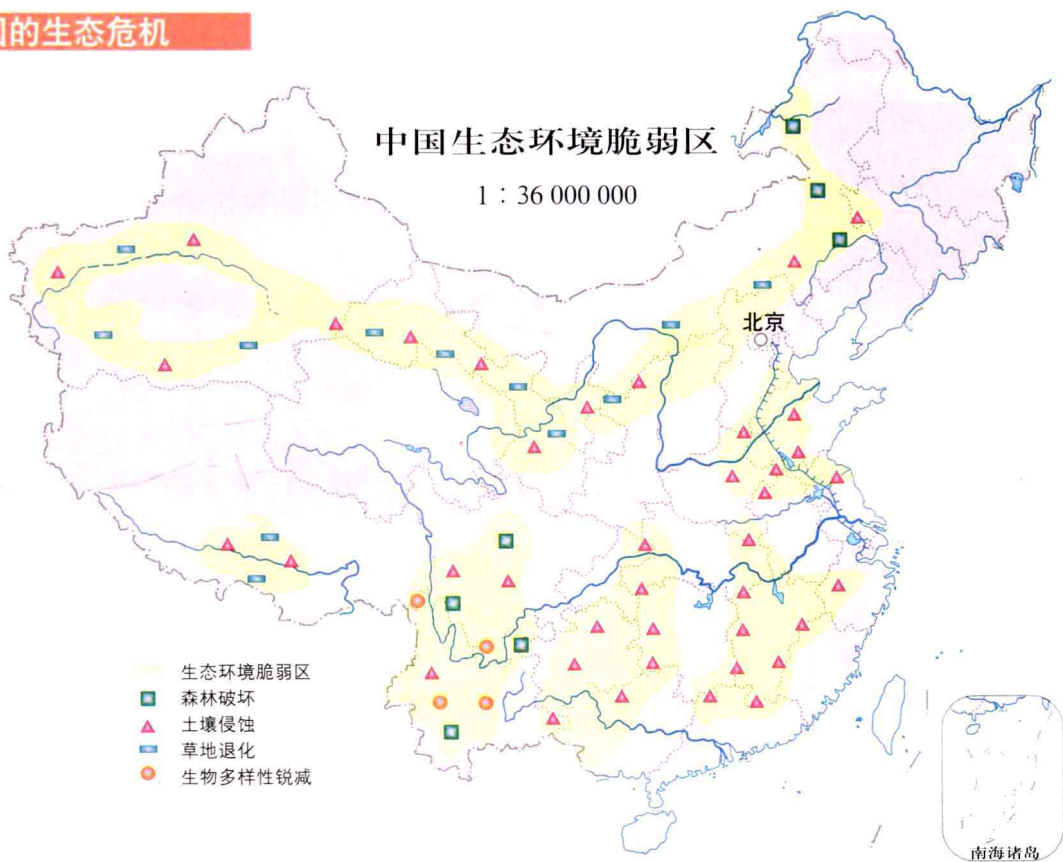 国的生态危机
中国生态环境脆弱区
1：36 000 000
北京
生态环境脆弱区
森林破坏
土壤侵蚀
草地退化
生物多样性锐减
南海诸岛